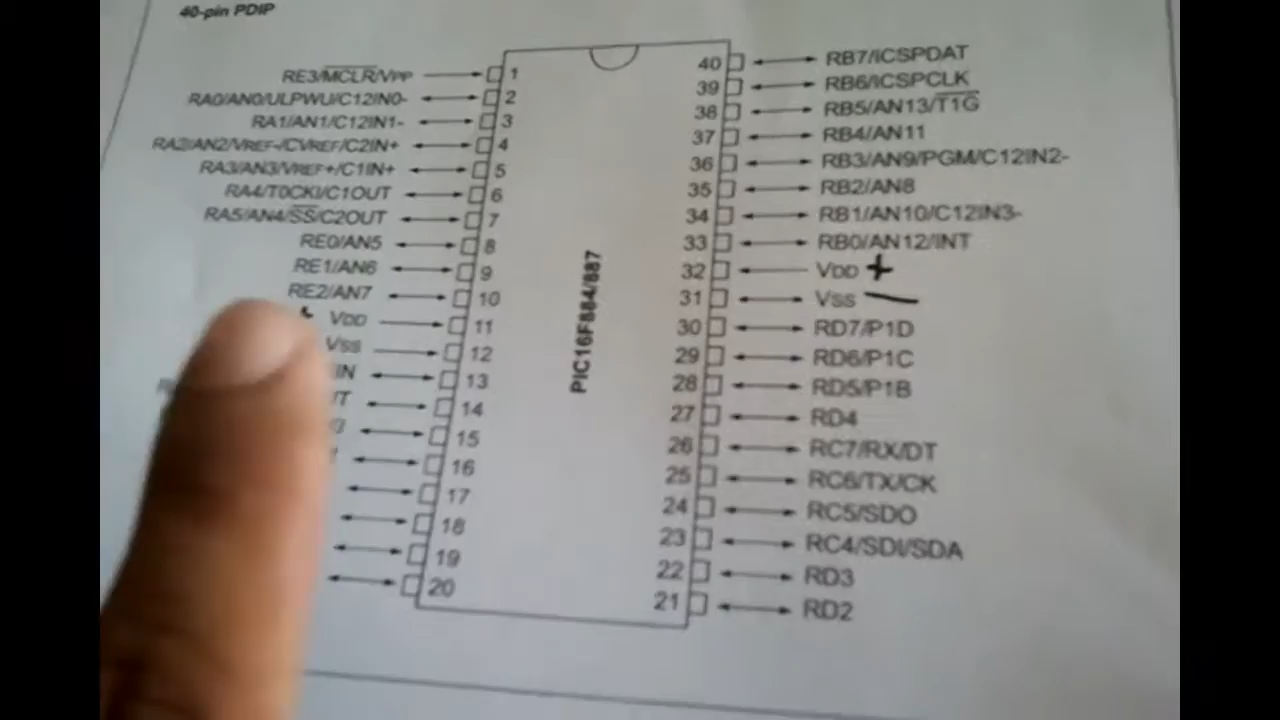 40-pin PDIP
RE3/MCLR/VPP 1
RA0/AN0/ULPWU/C12IN0- 2
RA1/AN1/C12IN1- 3
RA2/AN2/VREF-/CVREF/C2IN+ 4
RA3/AN3/VREF+/C1IN+ 5
RA4/T0CKI/C1OUT 6
RA5/AN4/SS/C2OUT 7
RE0/AN5 8
RE1/AN6 9
RE2/AN7 10
VDD 11
VSS 12
13
14
15
16
17
18
19
20
PIC16F884/887
40 RB7/ICSPDAT
39 RB6/ICSPCLK
38 RB5/AN13/T1G
37 RB4/AN11
36 RB3/AN9/PGM/C12IN2-
35 RB2/AN8
34 RB1/AN10/C12IN3-
33 RB0/AN12/INT
32 VDD +
31 VSS —
30 RD7/P1D
29 RD6/P1C
28 RD5/P1B
27 RD4
26 RC7/RX/DT
25 RC6/TX/CK
24 RC5/SDO
23 RC4/SDI/SDA
22 RD3
21 RD2